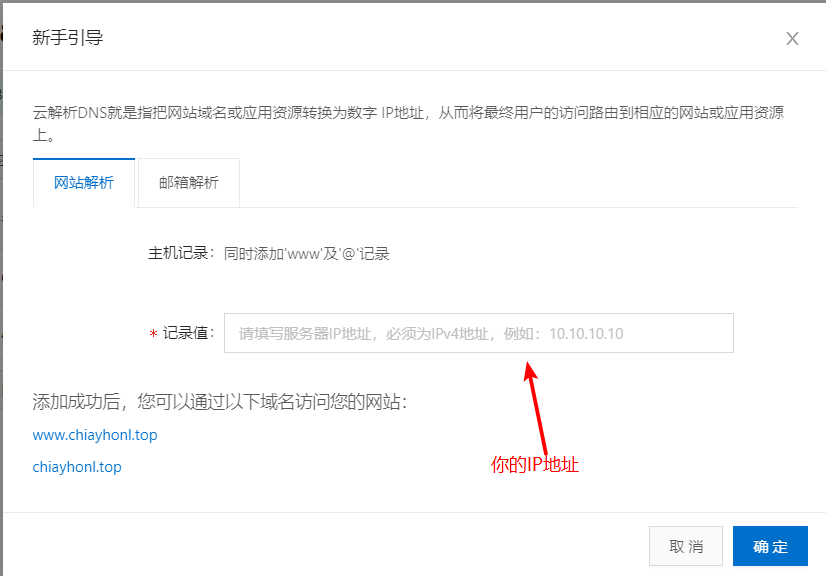 新手引导
X
云解析DNS就是指把网站域名或应用资源转换为数字 IP地址，从而将最终用户的访问路由到相应的网站或应用资源
上。
网站解析
邮箱解析
主机记录：同时添加'www'及'@'记录
* 记录值：请填写服务器IP地址，必须为IPv4地址，例如：10.10.10.10
添加成功后，您可以通过以下域名访问您的网站：
www.chiayhonl.top
chiayhonl.top
你的IP地址
取消
确定